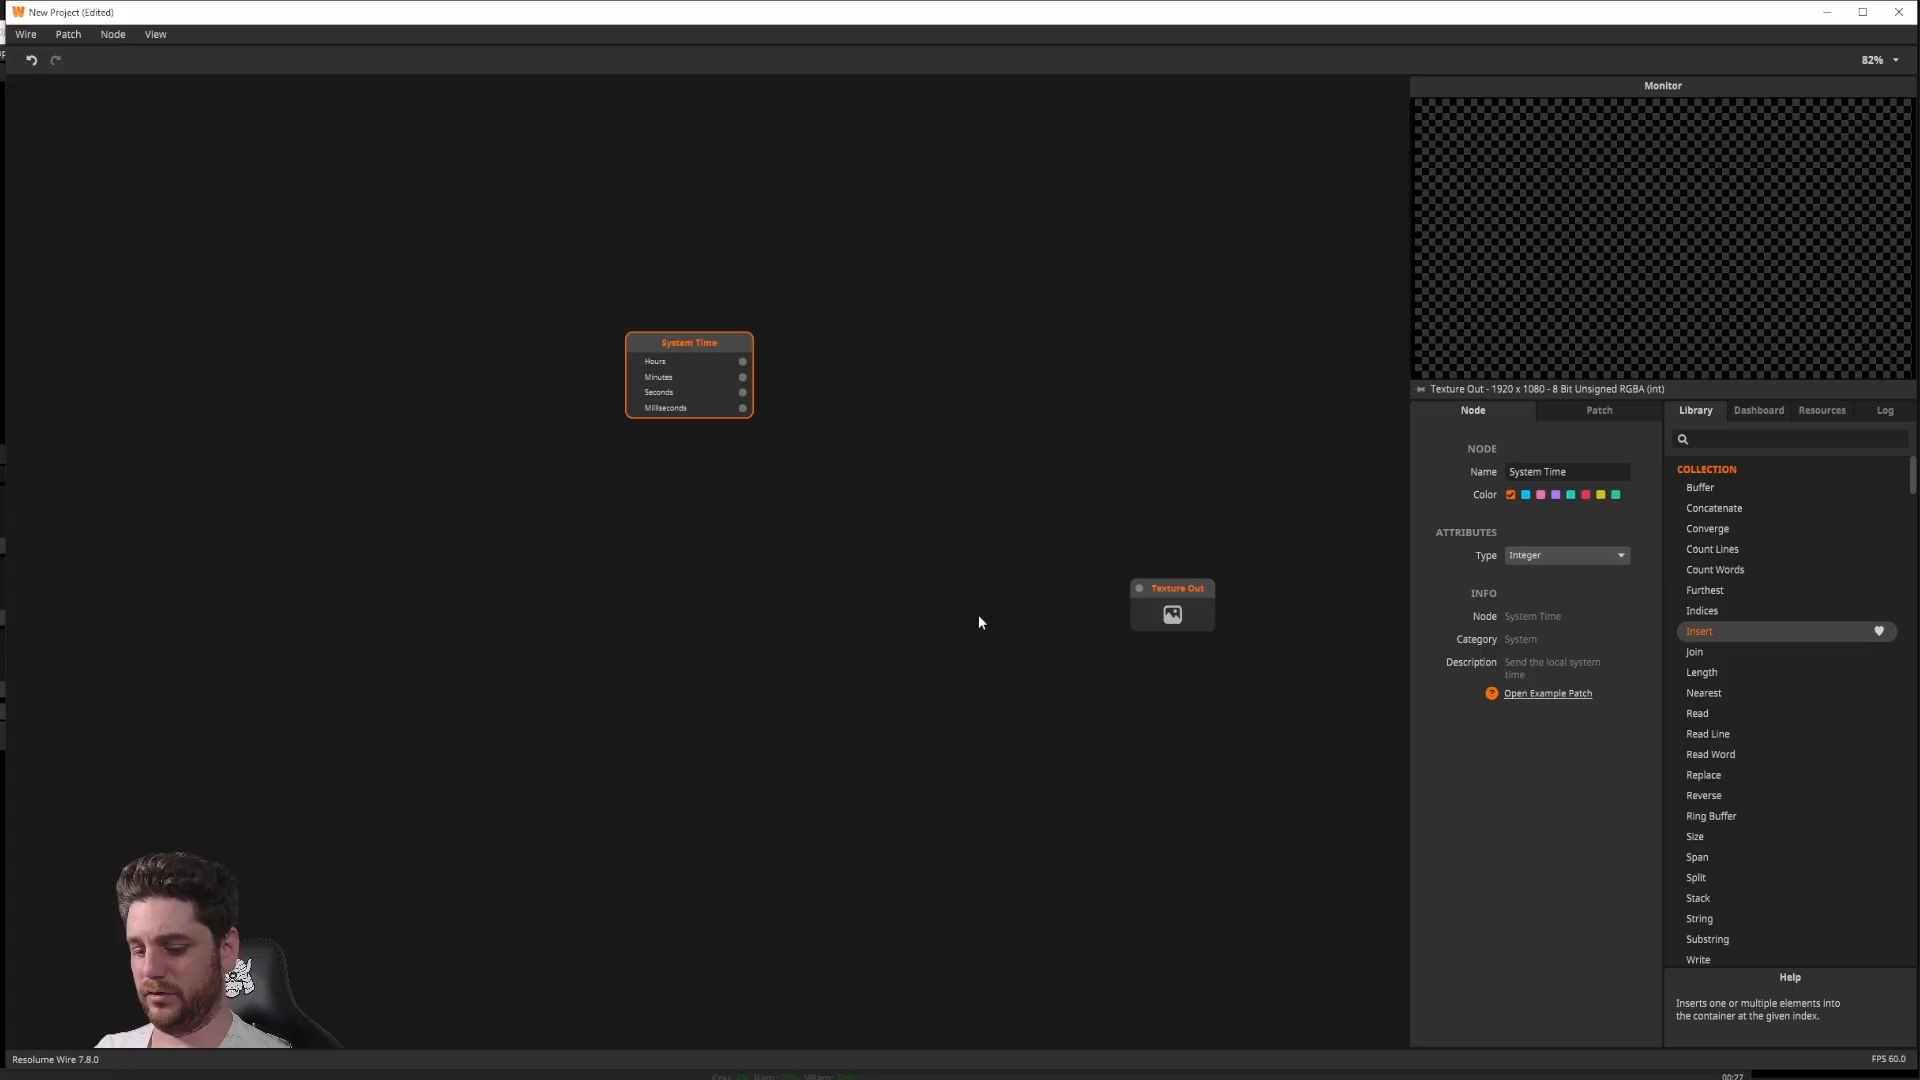 New Project (Edited)
Wire Patch Node View
82%
Monitor
System Time
Hours
Minutes
Seconds
Milliseconds
Texture Out
Texture Out - 1920 x 1080 - 8 Bit Unsigned RGBA (int)
Node Patch
NODE
Name System Time
Color
ATTRIBUTES
Type Integer
INFO
Node System Time
Category System
Description Send the local system
time
? Open Example Patch
Library Dashboard Resources Log
COLLECTION
Buffer
Concatenate
Converge
Count Lines
Count Words
Furthest
Indices
Insert
Join
Length
Nearest
Read
Read Line
Read Word
Replace
Reverse
Ring Buffer
Size
Span
Split
Stack
String
Substring
Write
Help
Inserts one or multiple elements into
the container at the given index.
Resolume Wire 7.8.0
FPS 60.0
00:27